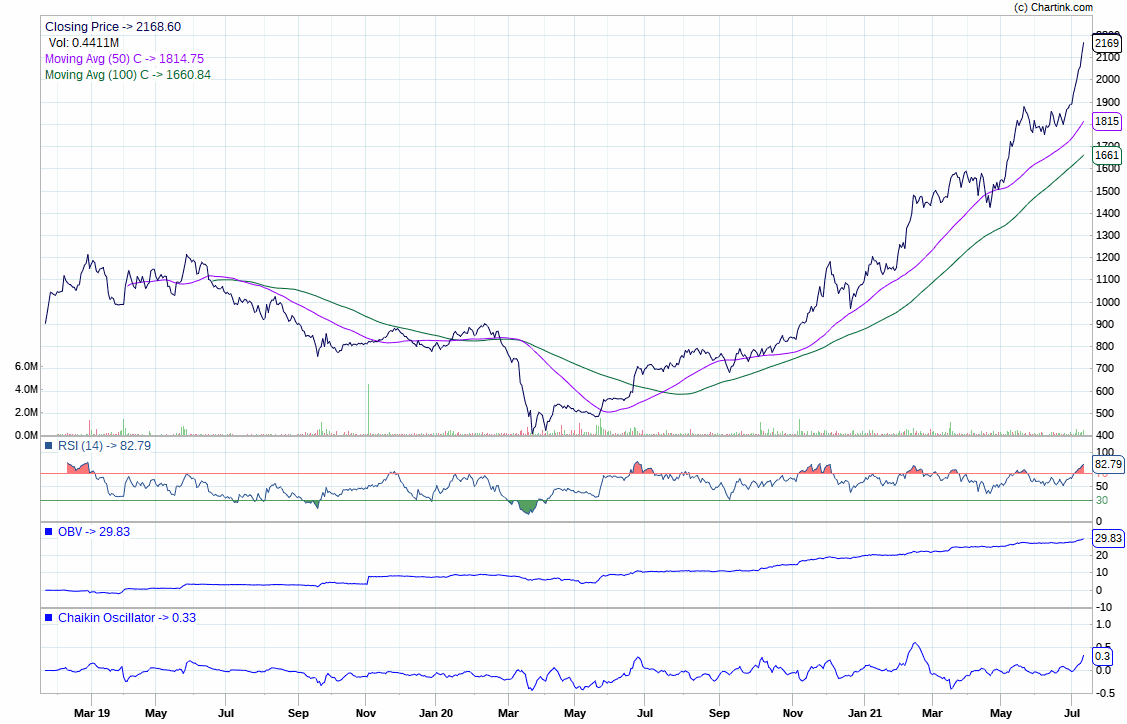 (c) Chartink.com
Closing Price -> 2168.60
Vol: 0.4411M
Moving Avg (50) C -> 1814.75
Moving Avg (100) C -> 1660.84
2169
2100
2000
1900
1815
1700
1661
1600
1500
1400
1300
1200
1100
1000
900
800
700
600
500
400
6.0M
4.0M
2.0M
0.0M
RSI (14) -> 82.79
100
82.79
50
30
0
OBV -> 29.83
29.83
20
10
0
-10
Chaikin Oscillator -> 0.33
1.0
0.5
0.3
0.0
-0.5
Mar 19 May Jul Sep Nov Jan 20 Mar May Jul Sep Nov Jan 21 Mar May Jul